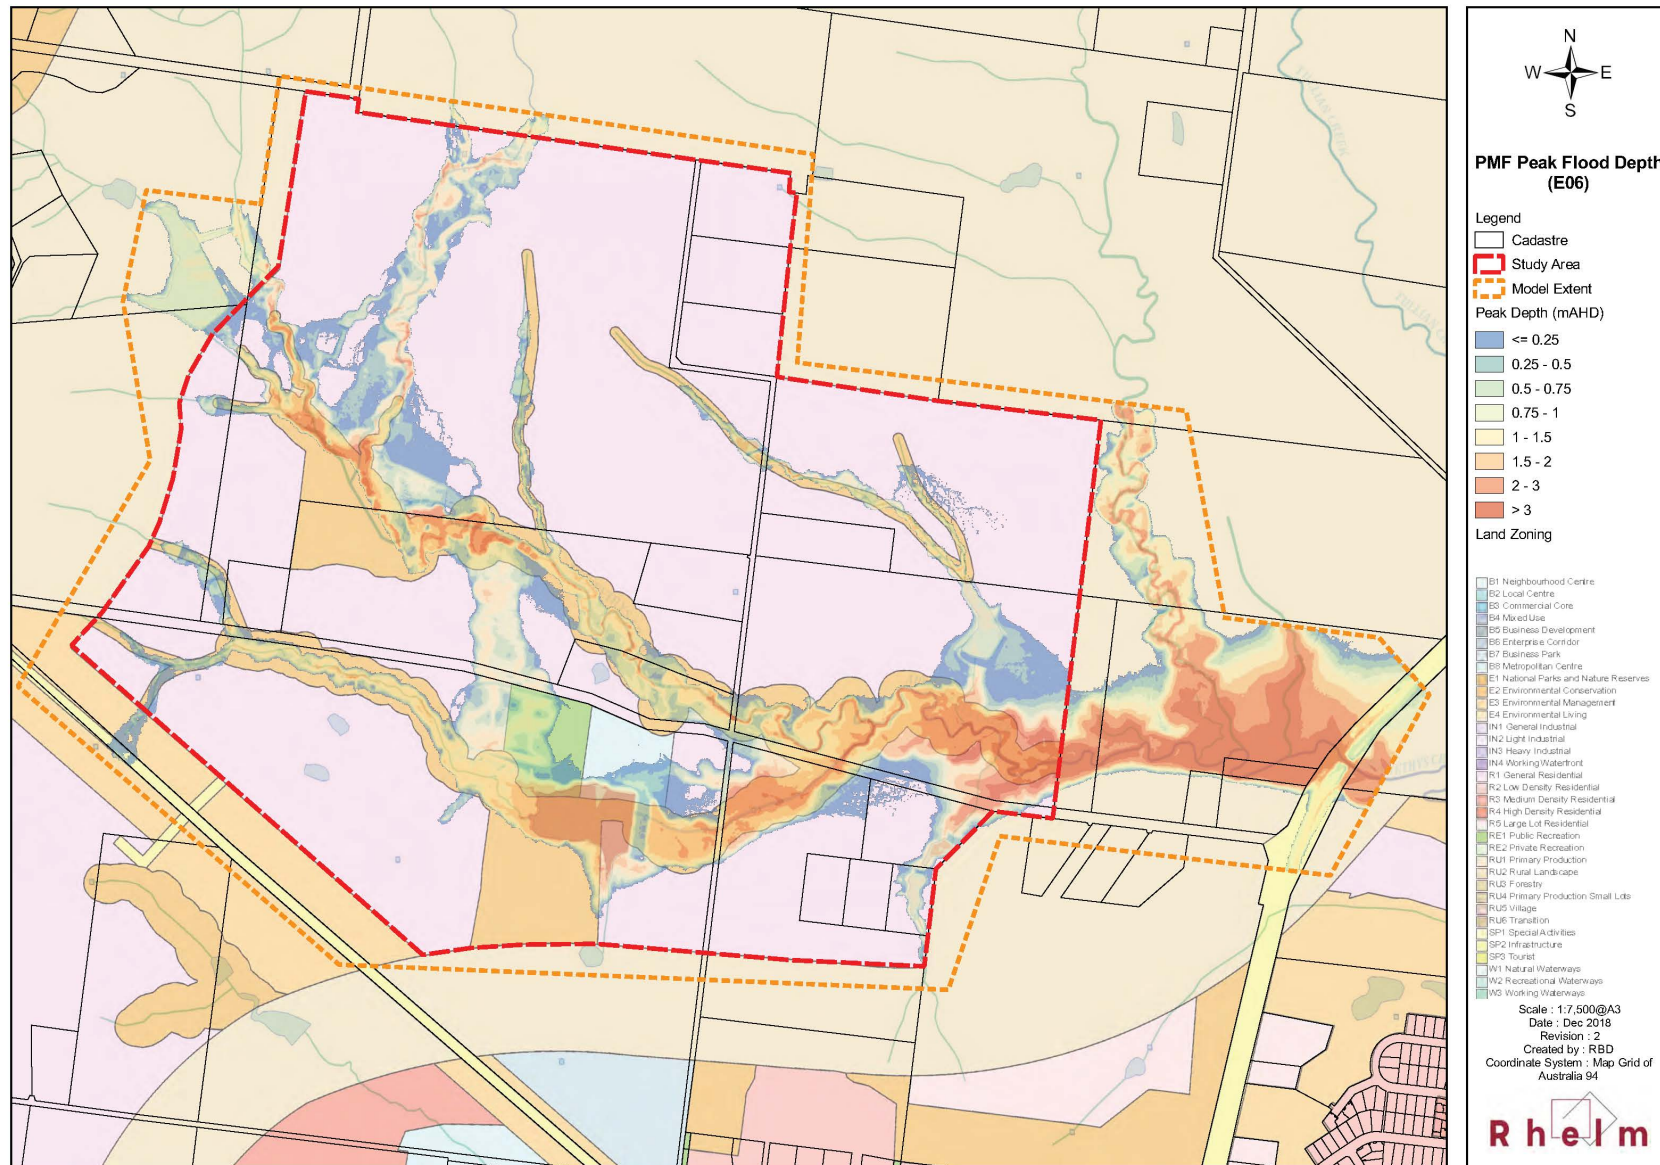 N
W E
S
PMF Peak Flood Depth
(E06)
Legend
Cadastre
Study Area
Model Extent
Peak Depth (mAHD)
<= 0.25
0.25 - 0.5
0.5 - 0.75
0.75 - 1
1 - 1.5
1.5 - 2
2 - 3
> 3
Land Zoning
B1 Neighbourhood Centre
B2 Local Centre
B3 Commercial Core
B4 Mixed Use
B5 Business Development
B6 Enterprise Corridor
B7 Business Park
B8 Metropolitan Centre
E1 National Parks and Nature Reserves
E2 Environmental Conservation
E3 Environmental Management
E4 Environmental Living
IN1 General Industrial
IN2 Light Industrial
IN3 Heavy Industrial
IN4 Working Waterfront
R1 General Residential
R2 Low Density Residential
R3 Medium Density Residential
R4 High Density Residential
R5 Large Lot Residential
RE1 Public Recreation
RE2 Private Recreation
RU1 Primary Production
RU2 Rural Landscape
RU3 Forestry
RU4 Primary Production Small Lots
RU5 Village
RU6 Transition
SP1 Special Activities
SP2 Infrastructure
SP3 Tourist
W1 Natural Waterways
W2 Recreational Waterways
W3 Working Waterways
Scale : 1:7,500@A3
Date : Dec 2018
Revision : 2
Created by : RBD
Coordinate System : Map Grid of
Australia 94
Rhelm